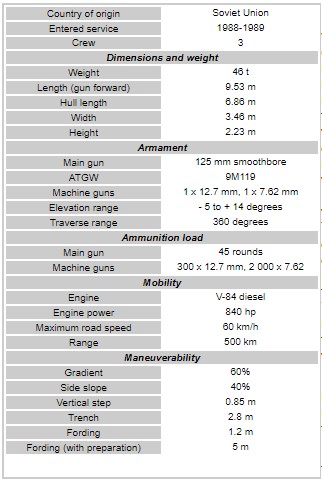 Country of origin Soviet Union
Entered service 1988-1989
Crew 3
Dimensions and weight
Weight 46 t
Length (gun forward) 9.53 m
Hull length 6.86 m
Width 3.46 m
Height 2.23 m
Armament
Main gun 125 mm smoothbore
ATGW 9M119
Machine guns 1 x 12.7 mm, 1 x 7.62 mm
Elevation range - 5 to + 14 degrees
Traverse range 360 degrees
Ammunition load
Main gun 45 rounds
Machine guns 300 x 12.7 mm, 2 000 x 7.62
Mobility
Engine V-84 diesel
Engine power 840 hp
Maximum road speed 60 km/h
Range 500 km
Maneuverability
Gradient 60%
Side slope 40%
Vertical step 0.85 m
Trench 2.8 m
Fording 1.2 m
Fording (with preparation) 5 m